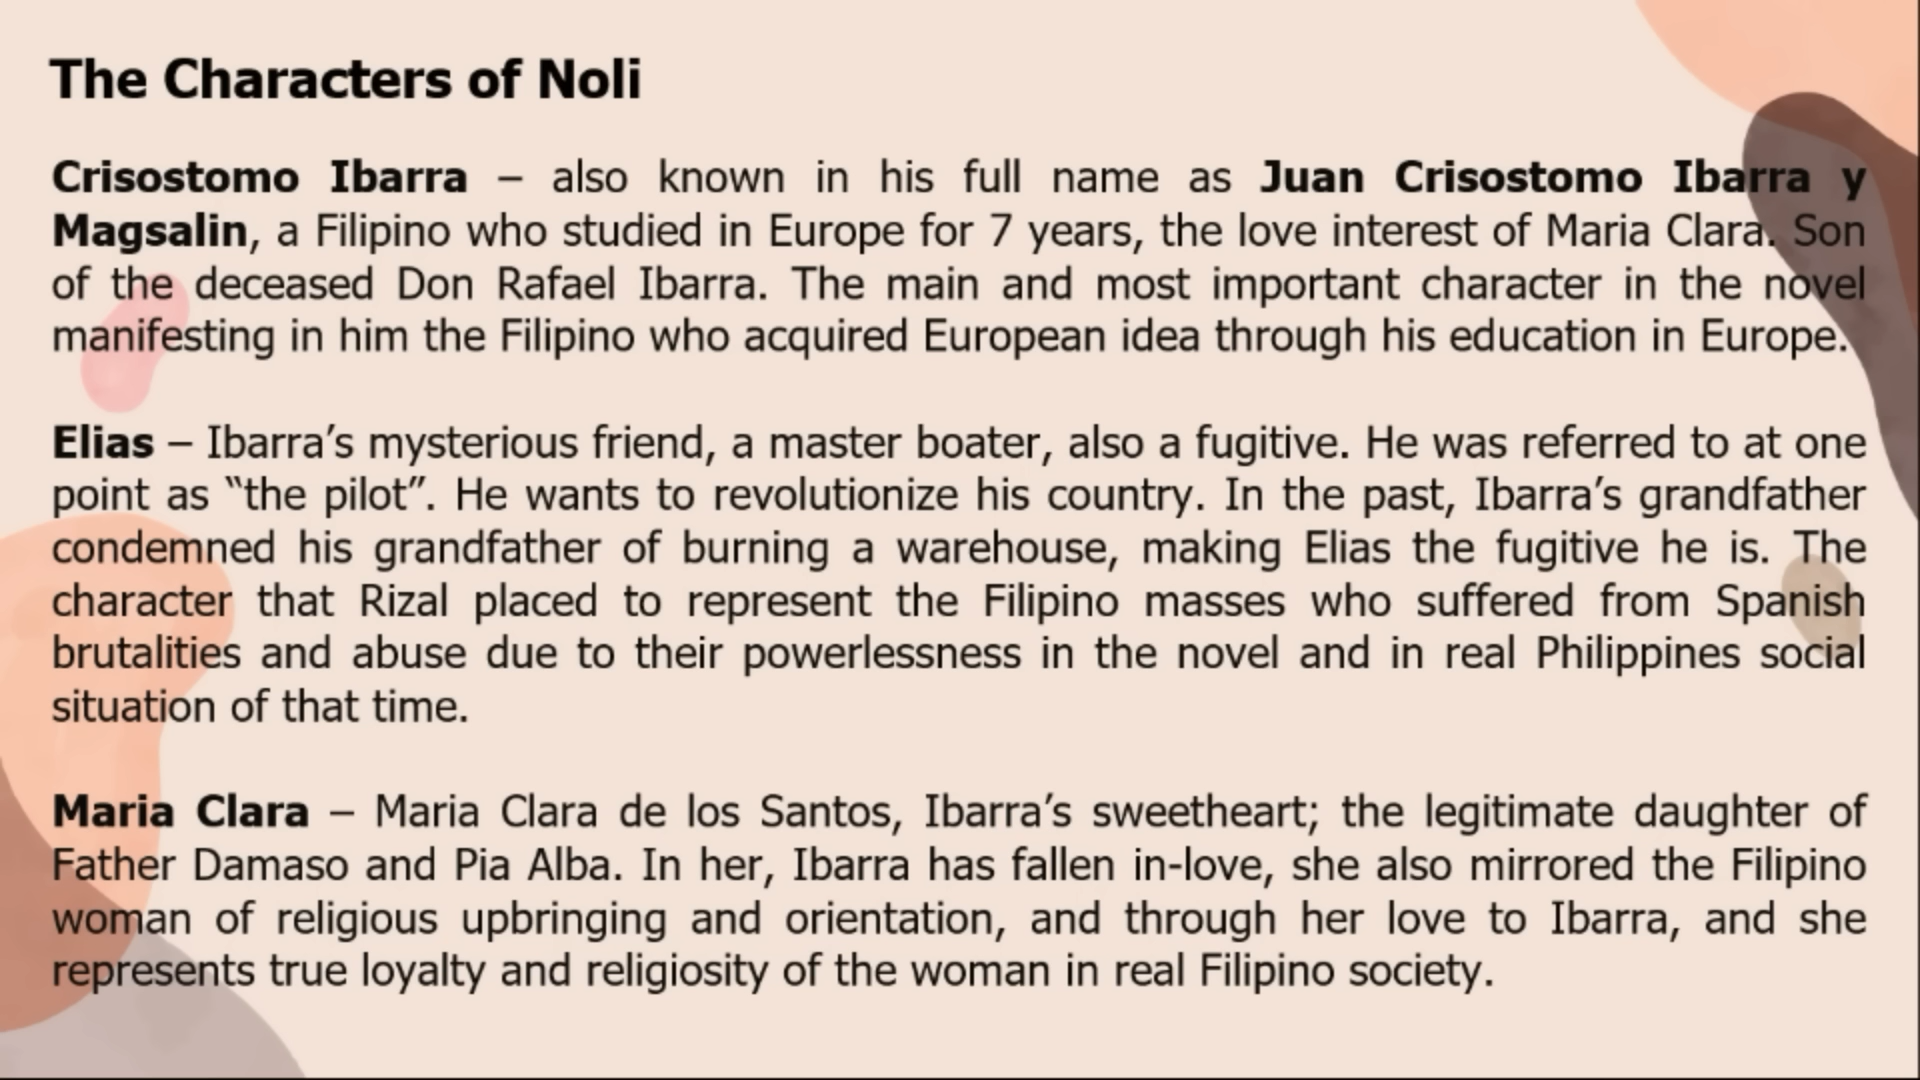 The Characters of Noli
Crisostomo Ibarra – also known in his full name as Juan Crisostomo Ibarra y
Magsalin, a Filipino who studied in Europe for 7 years, the love interest of Maria Clara. Son
of the deceased Don Rafael Ibarra. The main and most important character in the novel
manifesting in him the Filipino who acquired European idea through his education in Europe.
Elias – Ibarra’s mysterious friend, a master boater, also a fugitive. He was referred to at one
point as “the pilot”. He wants to revolutionize his country. In the past, Ibarra’s grandfather
condemned his grandfather of burning a warehouse, making Elias the fugitive he is. The
character that Rizal placed to represent the Filipino masses who suffered from Spanish
brutalities and abuse due to their powerlessness in the novel and in real Philippines social
situation of that time.
Maria Clara – Maria Clara de los Santos, Ibarra’s sweetheart; the legitimate daughter of
Father Damaso and Pia Alba. In her, Ibarra has fallen in-love, she also mirrored the Filipino
woman of religious upbringing and orientation, and through her love to Ibarra, and she
represents true loyalty and religiosity of the woman in real Filipino society.